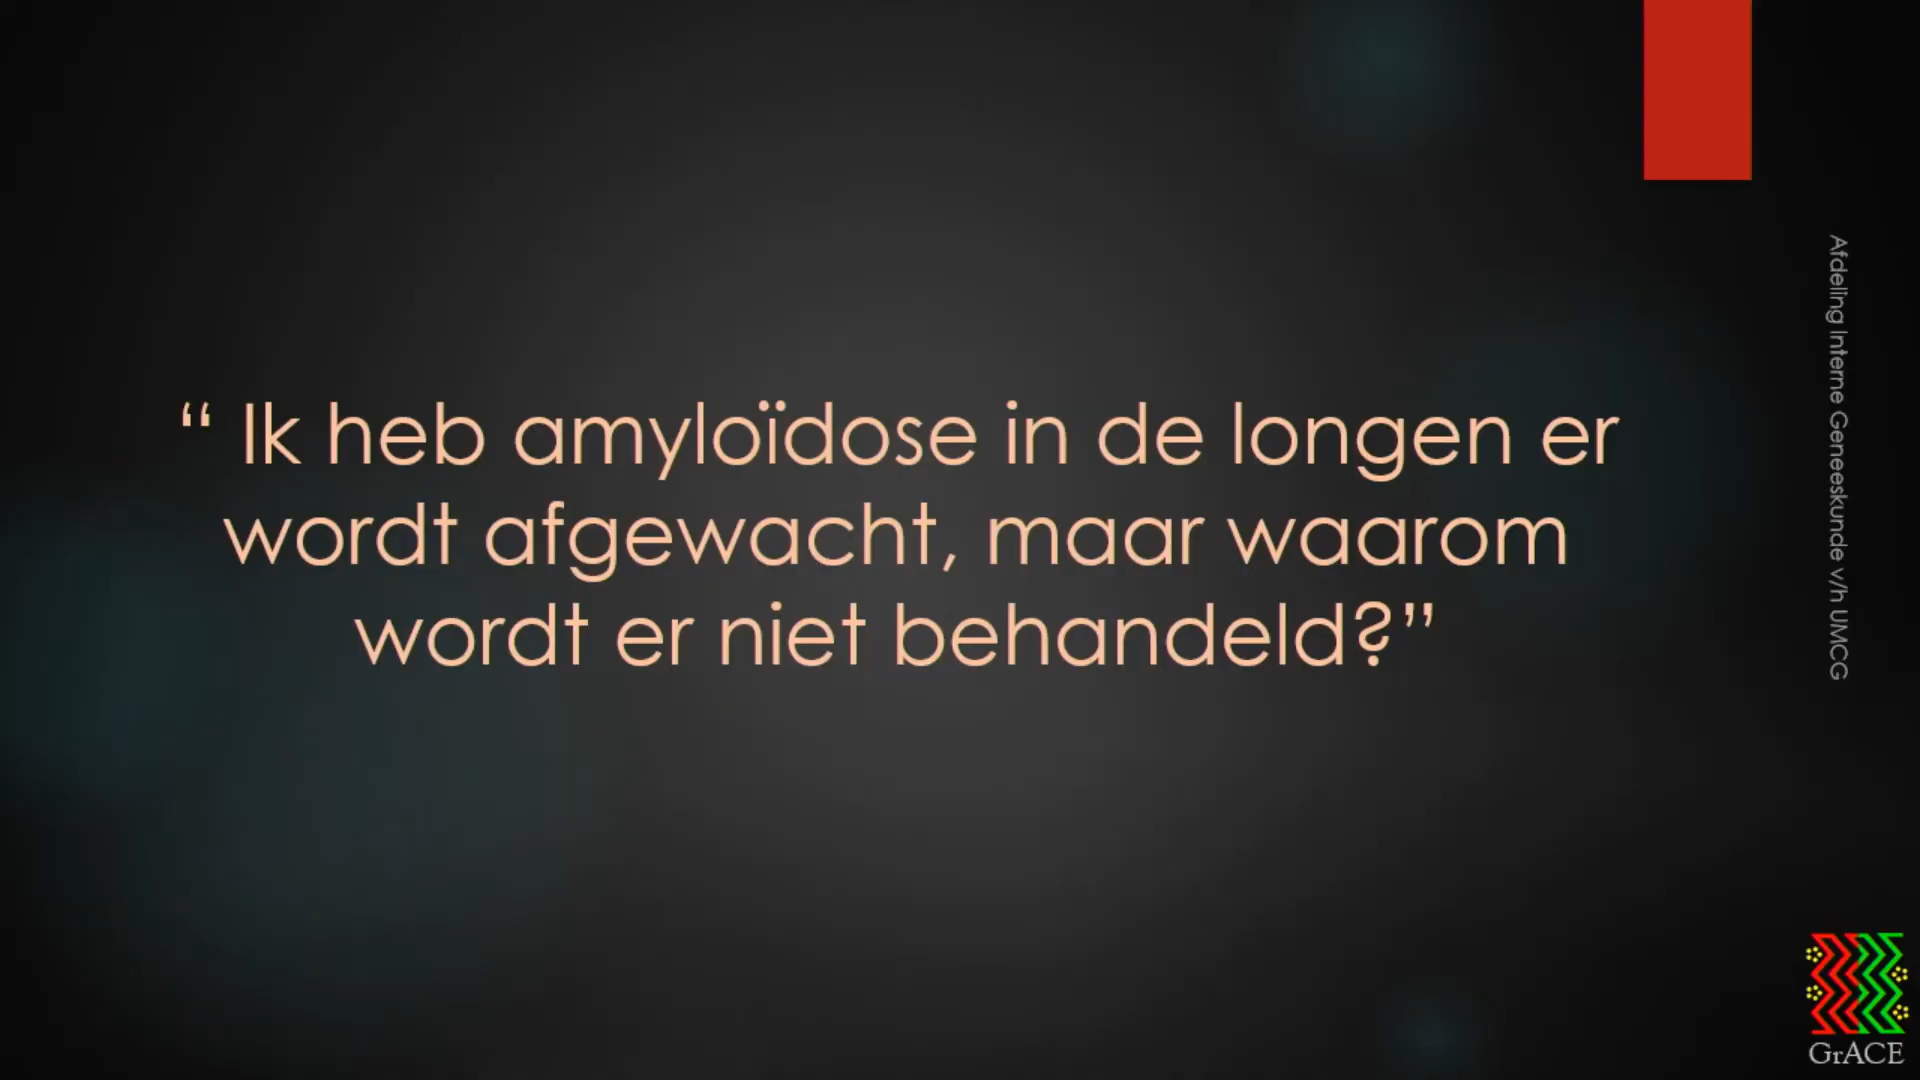 “ Ik heb amyloïdose in de longen er
wordt afgewacht, maar waarom
wordt er niet behandeld?”
Afdeling Interne Geneeskunde v/h UMCG
GrACE